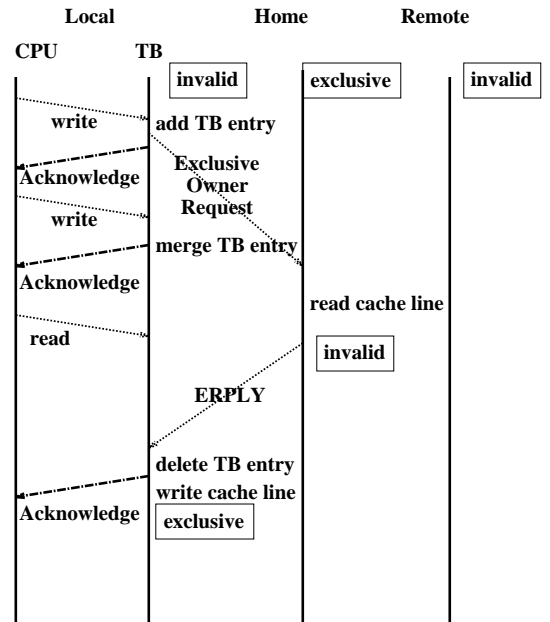 Local Home Remote
CPU TB
invalid exclusive invalid
write add TB entry
Acknowledge Exclusive
Owner
write Request
merge TB entry
Acknowledge
read cache line
read
invalid
ERPLY
delete TB entry
write cache line
Acknowledge exclusive